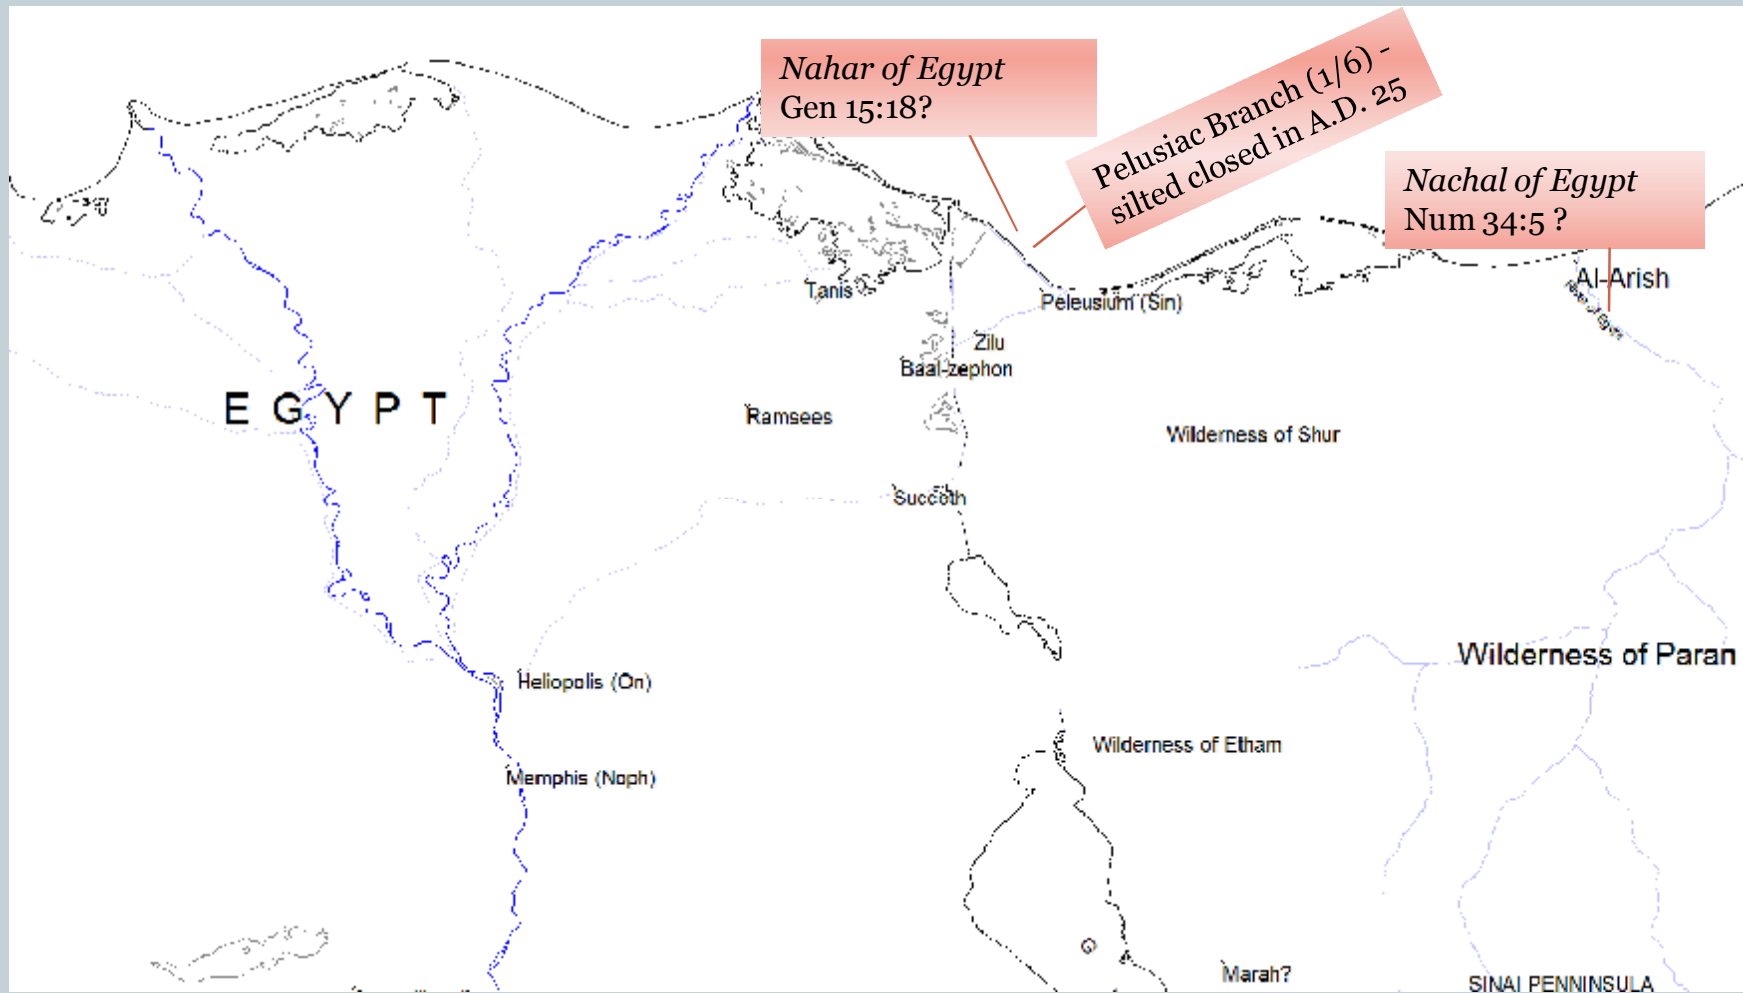 Nahar of Egypt
Gen 15:18?
Pelusiac Branch (1/6) -
silted closed in A.D. 25
Nachal of Egypt
Num 34:5 ?
Al-Arish
River of Egypt
Tanis
Peleusium (Sin)
Zilu
Baal-zephon
E G Y P T
Ramsees
Wilderness of Shur
Succoth
Wilderness of Paran
Heliopolis (On)
Wilderness of Etham
Memphis (Noph)
G
Marah?
SINAI PENNINSULA